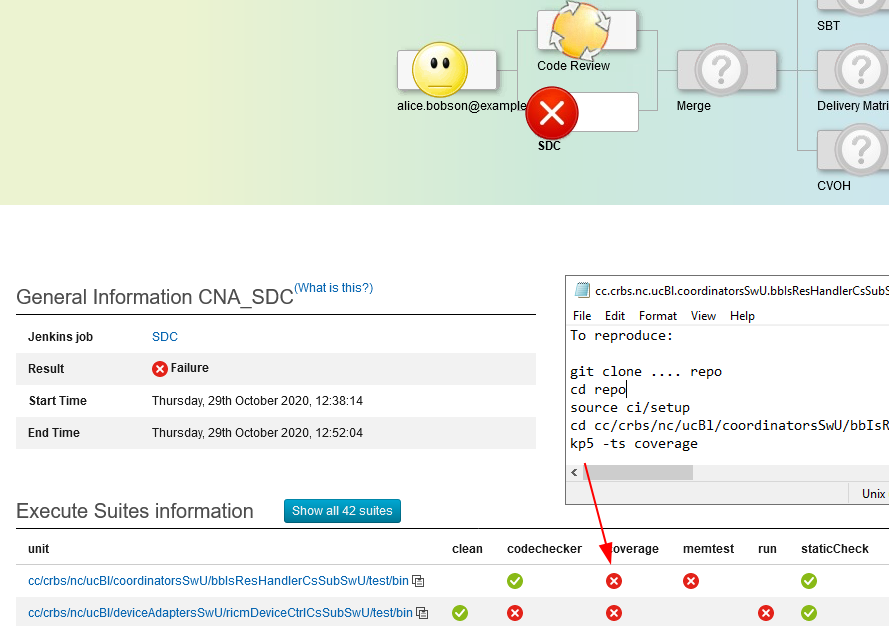 SBT
Code Review
alice.bobson@example
Merge
Delivery Matri
SDC
CVOH
General Information CNA_SDC (What is this?)
Jenkins job SDC
Result Failure
Start Time Thursday, 29th October 2020, 12:38:14
End Time Thursday, 29th October 2020, 12:52:04
cc.crbs.nc.ucBl.coordinatorsSwU.bbIsResHandlerCsSubS
File Edit Format View Help
To reproduce:
git clone .... repo
cd repo
source ci/setup
cd cc/crbs/nc/ucBl/coordinatorsSwU/bbIsR
kp5 -ts coverage
Unix
Execute Suites information Show all 42 suites
unit clean codechecker overage memtest run staticCheck
cc/crbs/nc/ucBl/coordinatorsSwU/bbIsResHandlerCsSubSwU/test/bin
cc/crbs/nc/ucBl/deviceAdaptersSwU/ricmDeviceCtrlCsSubSwU/test/bin